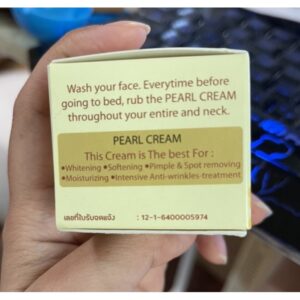 Wash your face. Everytime before
going to bed, rub the PEARL CREAM
throughout your entire and neck.
PEARL CREAM
This Cream is The best For :
•Whitening •Softening •Pimple & Spot removing
•Moisturizing •Intensive Anti-wrinkles-treatment
เลขที่ใบรับจดแจ้ง : 12-1-6400005974